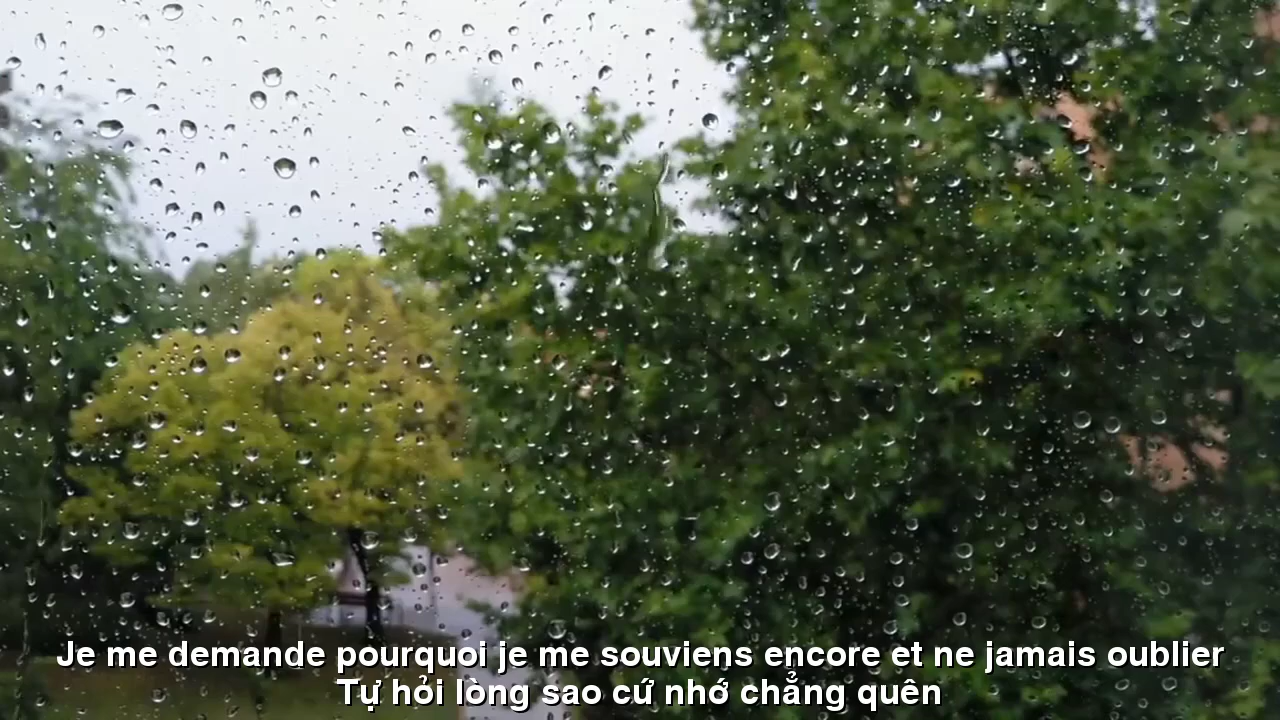 Je me demande pourquoi je me souviens encore et ne jamais oublier
Tự hỏi lòng sao cứ nhớ chẳng quên